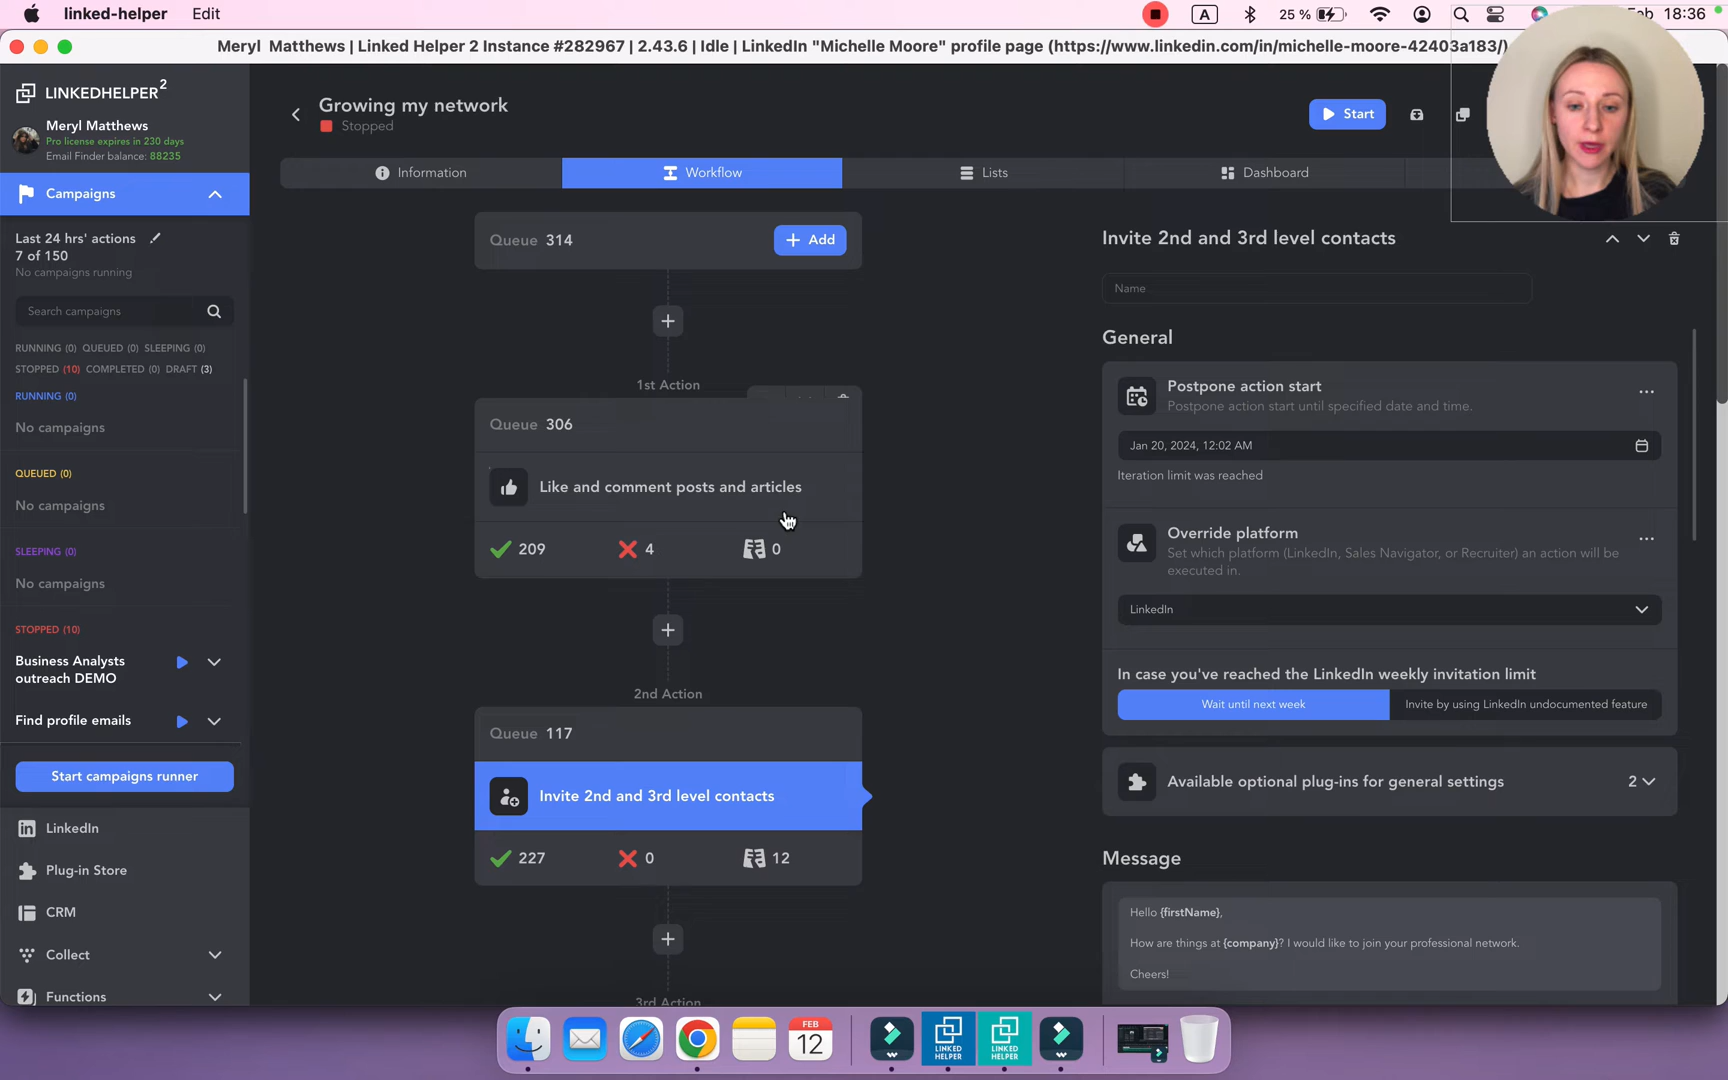 linked-helper Edit
A 25 % Feb 18:36
Meryl Matthews | Linked Helper 2 Instance #282967 | 2.43.6 | Idle | LinkedIn "Michelle Moore" profile page (https://www.linkedin.com/in/michelle-moore-42403a183/)
LINKEDHELPER2
Meryl Matthews
Pro license expires in 230 days
Email Finder balance: 88235
Campaigns
Last 24 hrs' actions
7 of 150
No campaigns running
Search campaigns
RUNNING (0) QUEUED (0) SLEEPING (0)
STOPPED (10) COMPLETED (0) DRAFT (3)
RUNNING (0)
No campaigns
QUEUED (0)
No campaigns
SLEEPING (0)
No campaigns
STOPPED (10)
Business Analysts
outreach DEMO
Find profile emails
Start campaigns runner
LinkedIn
Plug-in Store
CRM
Collect
Functions
Growing my network
Stopped
Start
Information Workflow Lists Dashboard
Queue 314
+ Add
1st Action
Queue 306
Like and comment posts and articles
209 4 0
2nd Action
Queue 117
Invite 2nd and 3rd level contacts
227 0 12
3rd Action
Invite 2nd and 3rd level contacts
Name
General
Postpone action start
Postpone action start until specified date and time.
Jan 20, 2024, 12:02 AM
Iteration limit was reached
Override platform
Set which platform (LinkedIn, Sales Navigator, or Recruiter) an action will be
executed in.
LinkedIn
In case you've reached the LinkedIn weekly invitation limit
Wait until next week Invite by using LinkedIn undocumented feature
Available optional plug-ins for general settings 2
Message
Hello {firstName},
How are things at {company}? I would like to join your professional network.
Cheers!
FEB
12
LINKED
HELPER
LINKED
HELPER